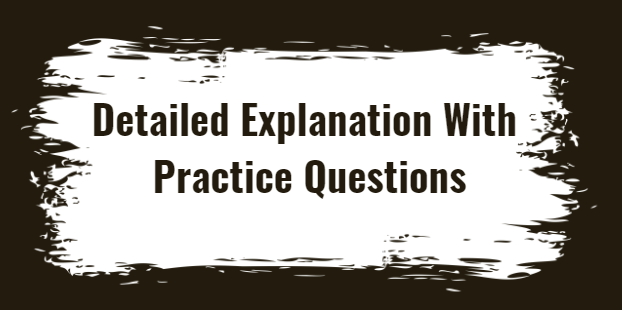 Detailed Explanation With
Practice Questions